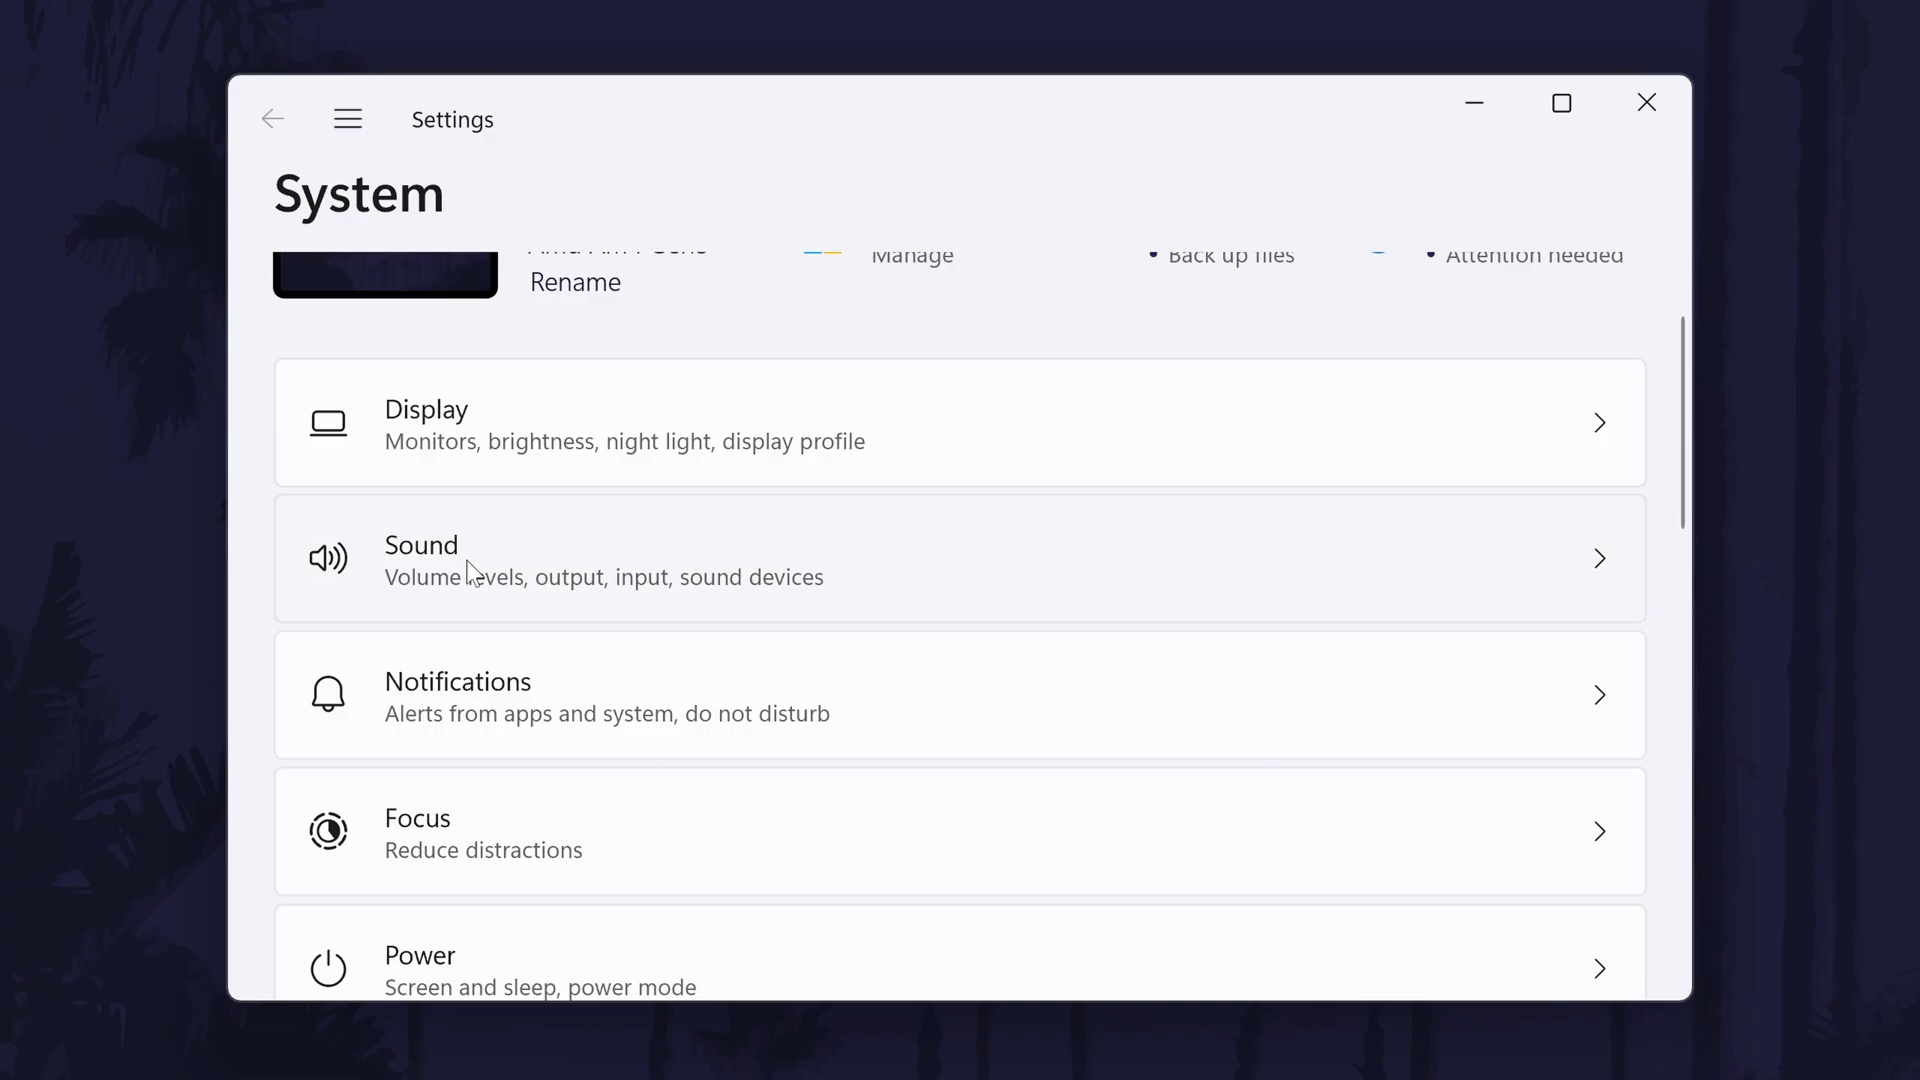 Settings
System
Manage
Back up files
Attention needed
Rename
Display
Monitors, brightness, night light, display profile
Sound
Volume levels, output, input, sound devices
Notifications
Alerts from apps and system, do not disturb
Focus
Reduce distractions
Power
Screen and sleep, power mode